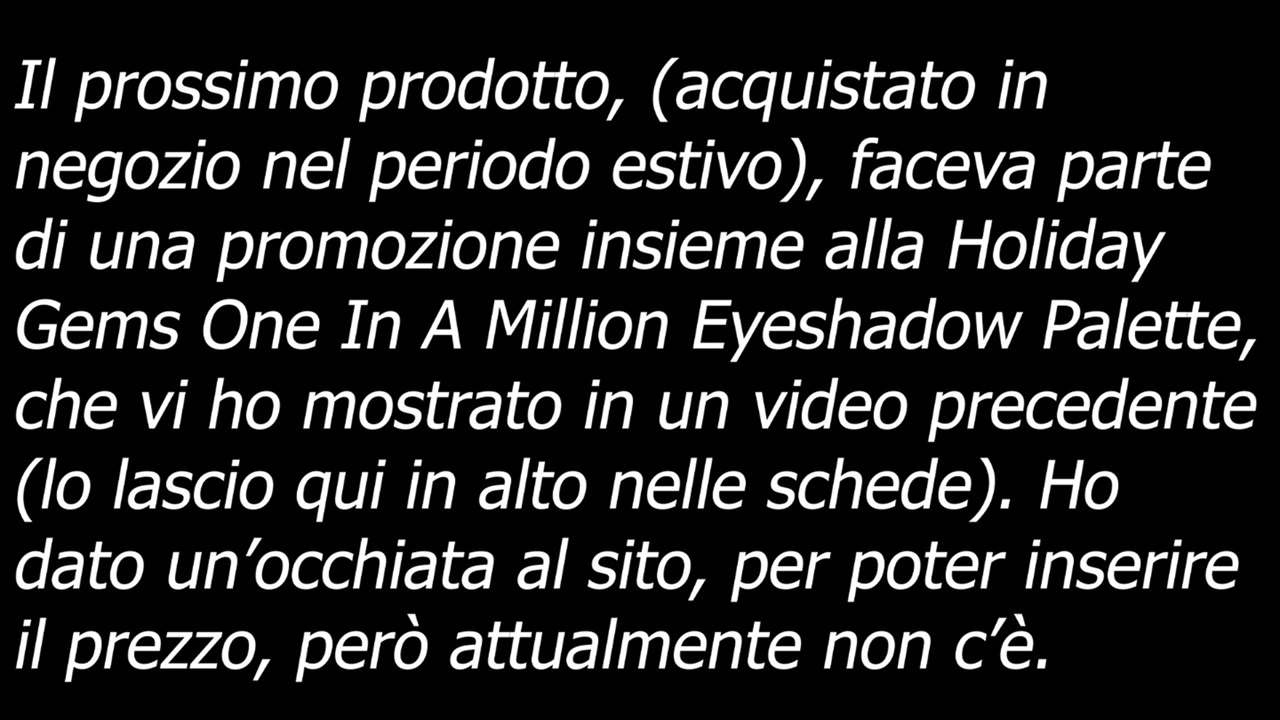 Il prossimo prodotto, (acquistato in
negozio nel periodo estivo), faceva parte
di una promozione insieme alla Holiday
Gems One In A Million Eyeshadow Palette,
che vi ho mostrato in un video precedente
(lo lascio qui in alto nelle schede). Ho
dato un’occhiata al sito, per poter inserire
il prezzo, però attualmente non c’è.